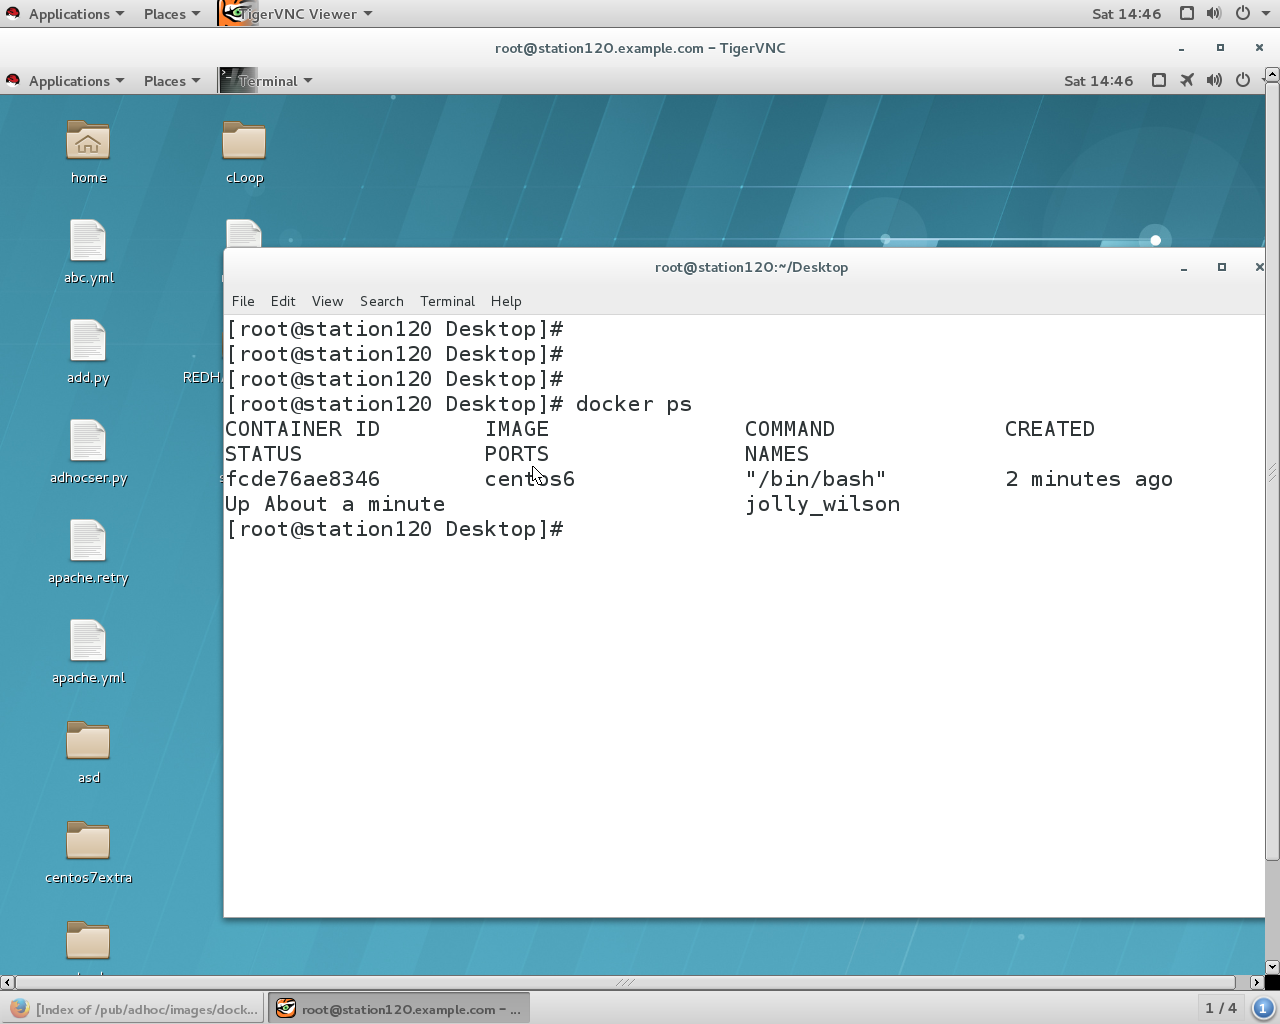 Applications Places TigerVNC Viewer Sat 14:46
root@station120.example.com - TigerVNC
Applications Places Terminal Sat 14:46
home cLoop
abc.yml
add.py
adhocser.py
apache.retry
apache.yml
asd
centos7extra
root@station120:~/Desktop
File Edit View Search Terminal Help
[root@station120 Desktop]#
[root@station120 Desktop]#
[root@station120 Desktop]#
[root@station120 Desktop]# docker ps
CONTAINER ID IMAGE COMMAND CREATED
STATUS PORTS NAMES
fcde76ae8346 centos6 "/bin/bash" 2 minutes ago
Up About a minute jolly_wilson
[root@station120 Desktop]#
[Index of /pub/adhoc/images/dock... root@station120.example.com - ... 1 / 4 1